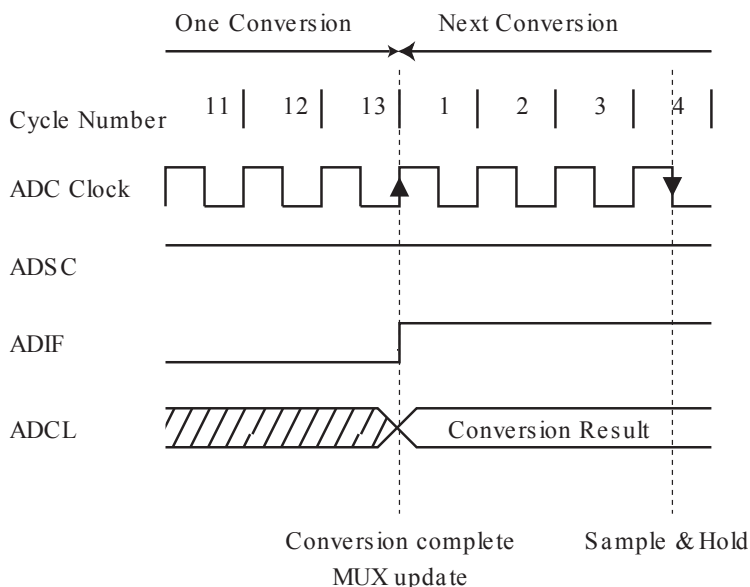 One Conversion
Next Conversion
Cycle Number
11
12
13
1
2
3
4
ADC Clock
ADSC
ADIF
ADCL
Conversion Result
Conversion complete
MUX update
Sample & Hold